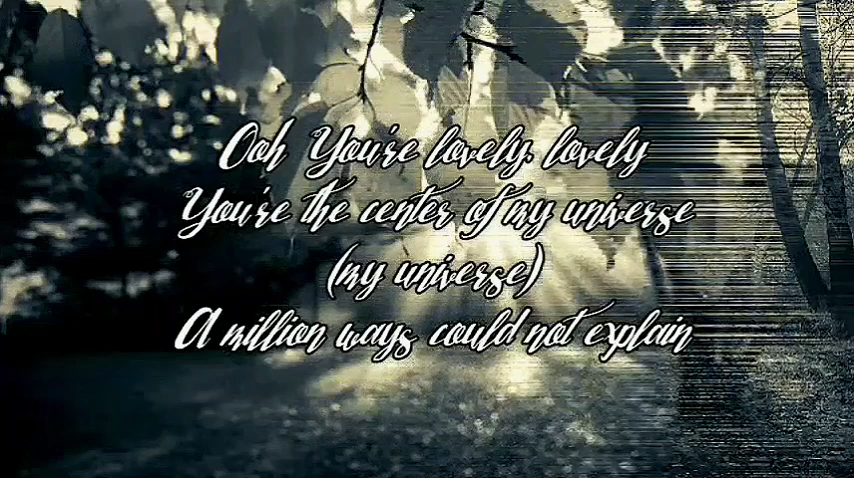 Ooh You're lovely, lovely
You're the center of my universe
(my universe)
A million ways could not explain